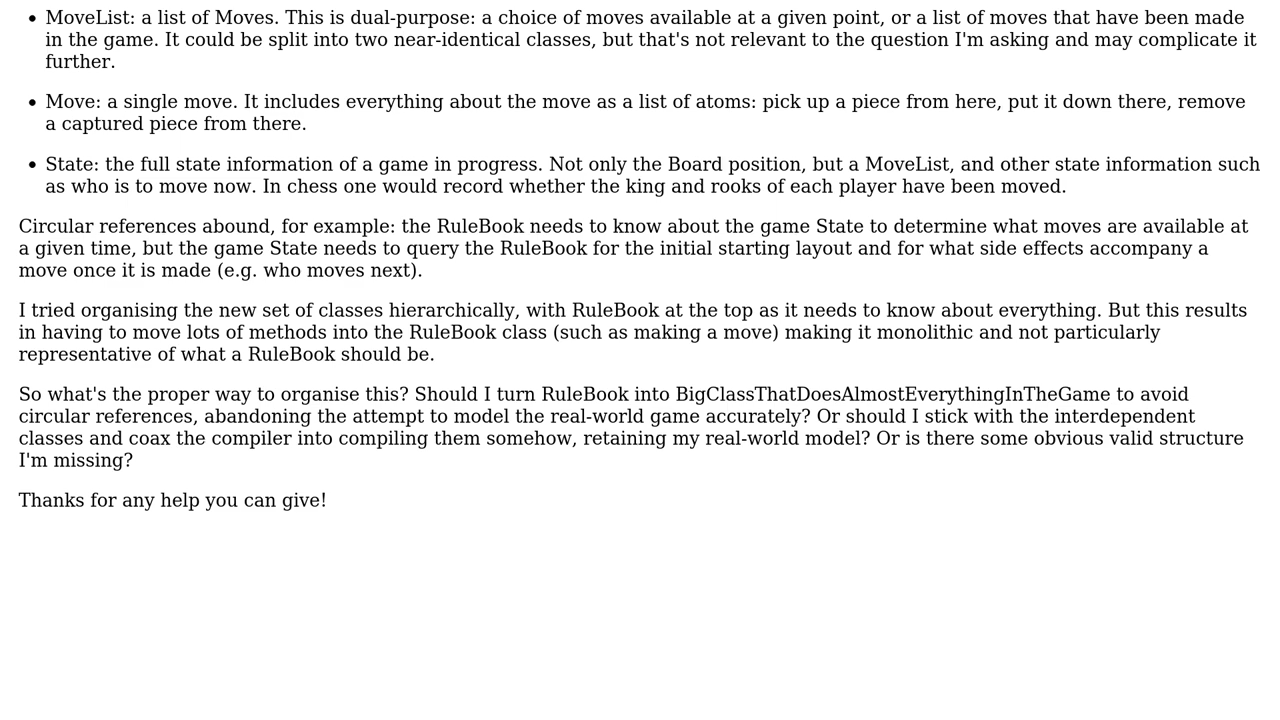 • MoveList: a list of Moves. This is dual-purpose: a choice of moves available at a given point, or a list of moves that have been made
in the game. It could be split into two near-identical classes, but that's not relevant to the question I'm asking and may complicate it
further.
• Move: a single move. It includes everything about the move as a list of atoms: pick up a piece from here, put it down there, remove
a captured piece from there.
• State: the full state information of a game in progress. Not only the Board position, but a MoveList, and other state information such
as who is to move now. In chess one would record whether the king and rooks of each player have been moved.
Circular references abound, for example: the RuleBook needs to know about the game State to determine what moves are available at
a given time, but the game State needs to query the RuleBook for the initial starting layout and for what side effects accompany a
move once it is made (e.g. who moves next).
I tried organising the new set of classes hierarchically, with RuleBook at the top as it needs to know about everything. But this results
in having to move lots of methods into the RuleBook class (such as making a move) making it monolithic and not particularly
representative of what a RuleBook should be.
So what's the proper way to organise this? Should I turn RuleBook into BigClassThatDoesAlmostEverythingInTheGame to avoid
circular references, abandoning the attempt to model the real-world game accurately? Or should I stick with the interdependent
classes and coax the compiler into compiling them somehow, retaining my real-world model? Or is there some obvious valid structure
I'm missing?
Thanks for any help you can give!